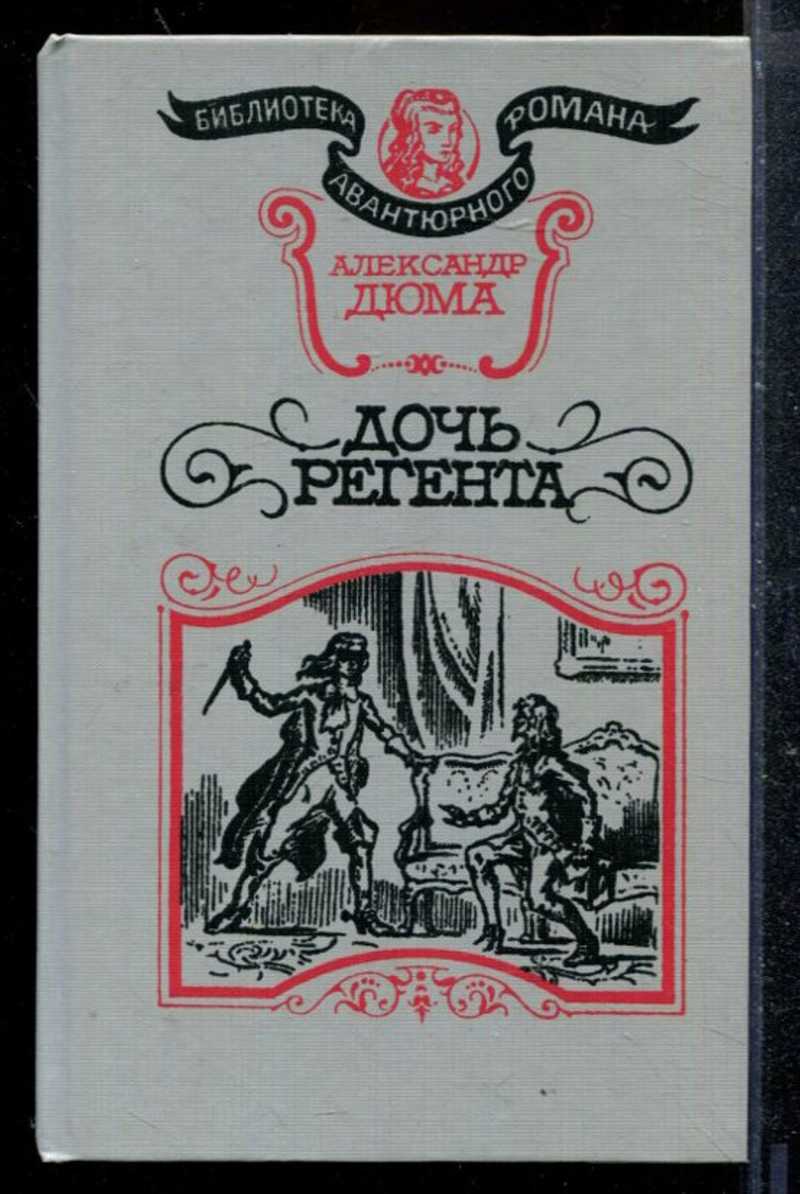 БИБЛИОТЕКА
АВАНТЮРНОГО
РОМАНА
АЛЕКСАНДР
ДЮМА
ДОЧЬ
РЕГЕНТА